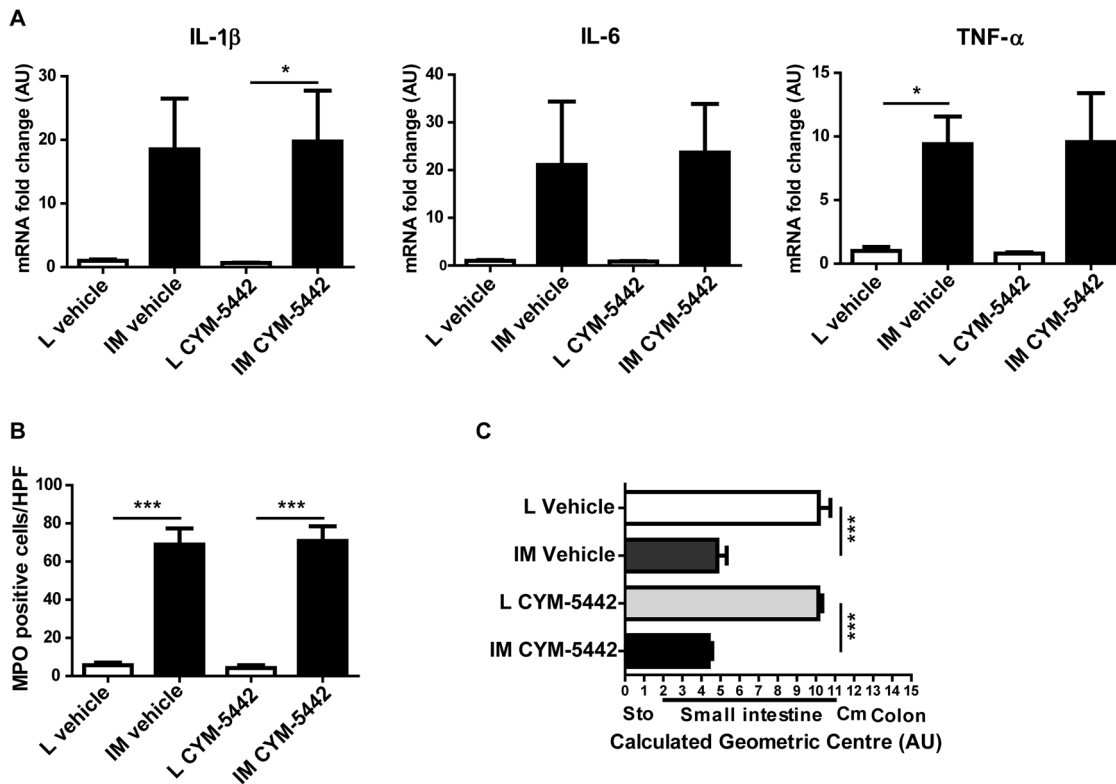 A
IL-1β
mRNA fold change (AU)
30
20
10
0
*
L vehicle
IM vehicle
L CYM-5442
IM CYM-5442
IL-6
mRNA fold change (AU)
40
30
20
10
0
L vehicle
IM vehicle
L CYM-5442
IM CYM-5442
TNF-α
mRNA fold change (AU)
15
10
5
0
*
L vehicle
IM vehicle
L CYM-5442
IM CYM-5442
B
MPO positive cells/HPF
100
80
60
40
20
0
***
***
L vehicle
IM vehicle
L CYM-5442
IM CYM-5442
C
L Vehicle
IM Vehicle
L CYM-5442
IM CYM-5442
***
***
0 1 2 3 4 5 6 7 8 9 10 11 12 13 14 15
Sto Small intestine Cm Colon
Calculated Geometric Centre (AU)